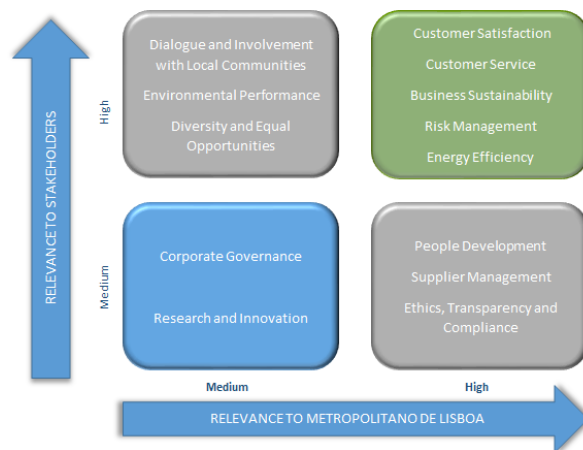 RELEVANCE TO STAKEHOLDERS
High
Dialogue and Involvement
with Local Communities
Environmental Performance
Diversity and Equal
Opportunities
Customer Satisfaction
Customer Service
Business Sustainability
Risk Management
Energy Efficiency
Medium
Corporate Governance
Research and Innovation
People Development
Supplier Management
Ethics, Transparency and
Compliance
Medium
High
RELEVANCE TO METROPOLITANO DE LISBOA